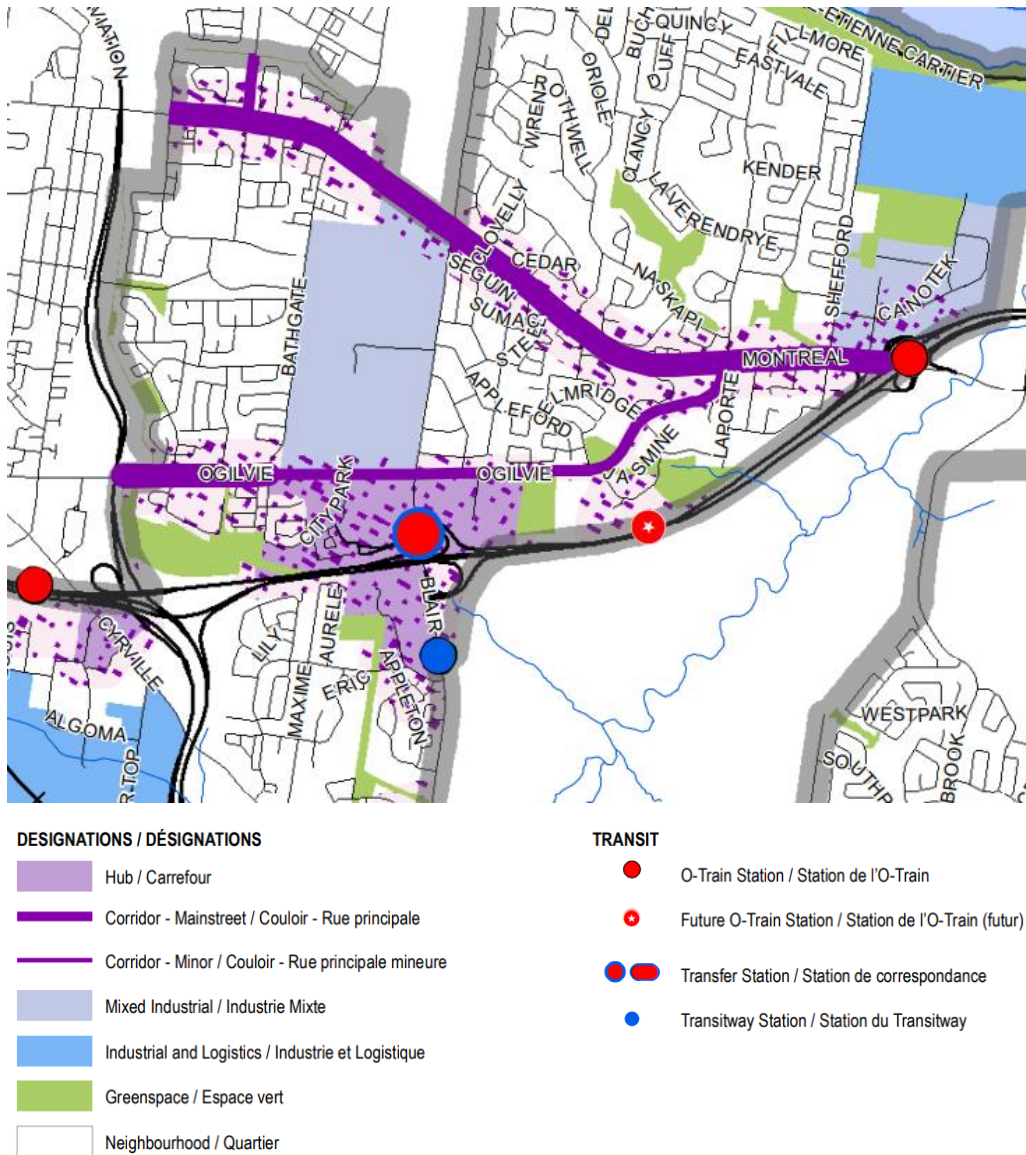 AVIATION
QUINCY
ETIENNE CARTIER
FILLMORE
EASTVALE
ORIOLE
DUFF
ROTHWELL
WREN
CLANCY
KENDER
LAVERENDRYE
CLOVELLY
CEDAR
SHEFFORD
CANOTEK
NASKAPI
SEGUIN
SUMAC
BATHGATE
STEE
MONTREAL
APPLEFORD
ELMRIDGE
LAPORTE
JASMINE
OGILVIE
OGILVIE
CITY PARK
BLAIR
CYRVILLE
LILY
AURELE
MAXIME
ERIC
APPLETON
ALGOMA
R TOP
WESTPARK
SOUTHP
BROOK
DESIGNATIONS / DÉSIGNATIONS
Hub / Carrefour
Corridor - Mainstreet / Couloir - Rue principale
Corridor - Minor / Couloir - Rue principale mineure
Mixed Industrial / Industrie Mixte
Industrial and Logistics / Industrie et Logistique
Greenspace / Espace vert
Neighbourhood / Quartier
TRANSIT
O-Train Station / Station de l'O-Train
Future O-Train Station / Station de l'O-Train (futur)
Transfer Station / Station de correspondance
Transitway Station / Station du Transitway